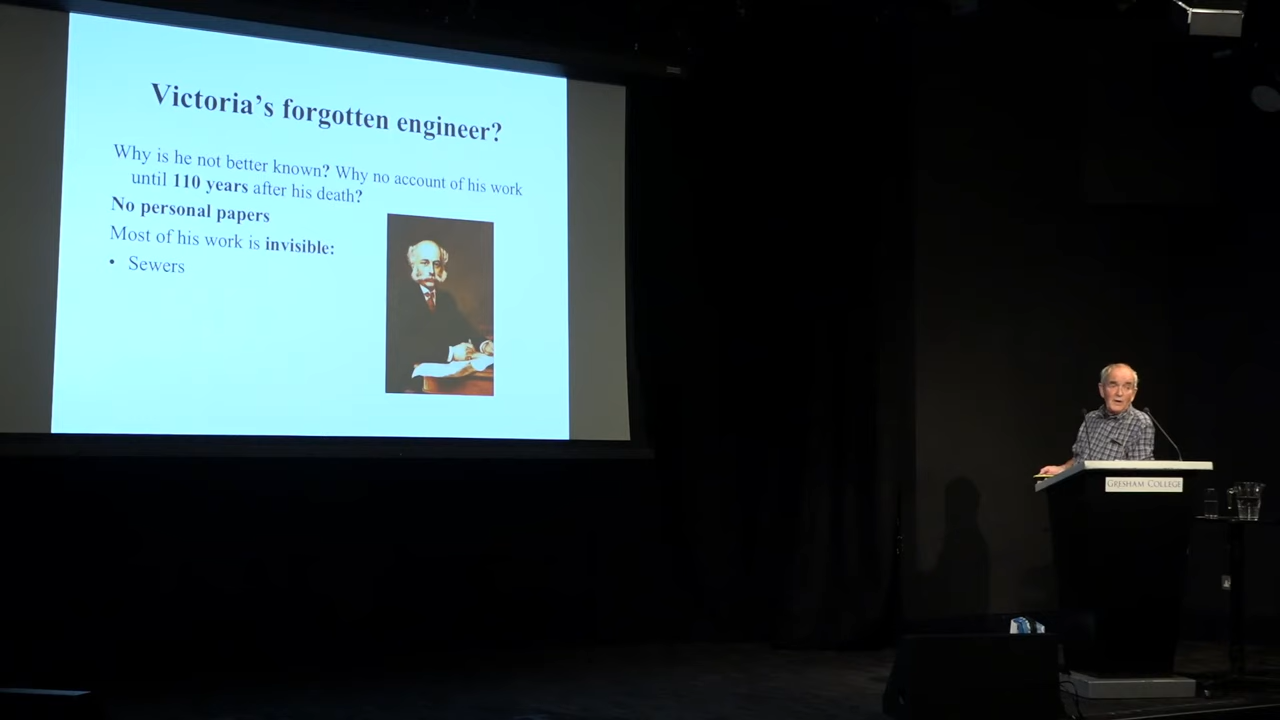 Victoria's forgotten engineer?
Why is he not better known? Why no account of his work
until 110 years after his death?
No personal papers
Most of his work is invisible:
• Sewers
GRESHAM COLLEGE